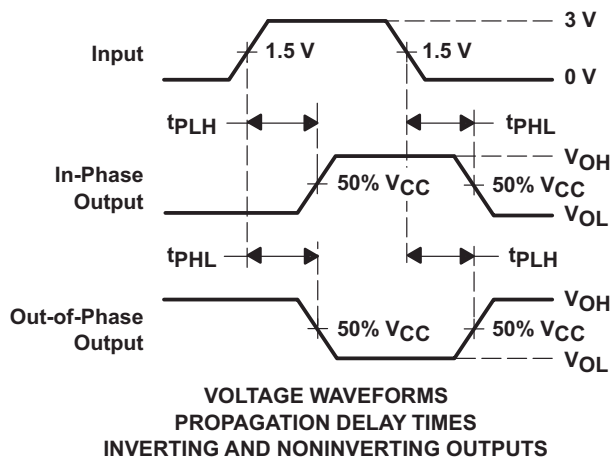 3 V
Input
1.5 V
1.5 V
0 V
tPLH
tPHL
VOH
In-Phase
Output
50% VCC
50% VCC
VOL
tPHL
tPLH
VOH
Out-of-Phase
Output
50% VCC
50% VCC
VOL
VOLTAGE WAVEFORMS
PROPAGATION DELAY TIMES
INVERTING AND NONINVERTING OUTPUTS